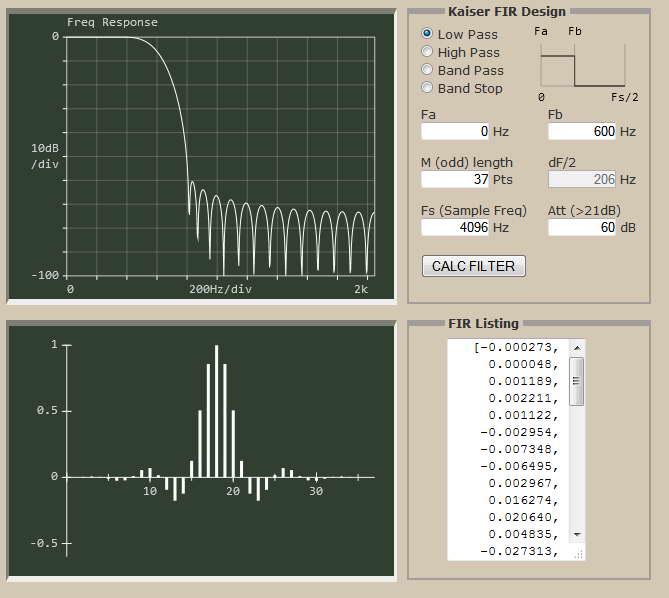 Freq Response
0
10dB
/div
-100
0
200Hz/div
2k
Kaiser FIR Design
Low Pass
High Pass
Band Pass
Band Stop
Fa
Fb
0
Fs/2
Fa
0 Hz
Fb
600 Hz
M (odd) length
37 Pts
dF/2
206 Hz
Fs (Sample Freq)
4096 Hz
Att (>21dB)
60 dB
CALC FILTER
1
0.5
0
-0.5
10
20
30
FIR Listing
[-0.000273,
0.000048,
0.001189,
0.002211,
0.001122,
-0.002954,
-0.007348,
-0.006495,
0.002967,
0.016274,
0.020640,
0.004835,
-0.027313,